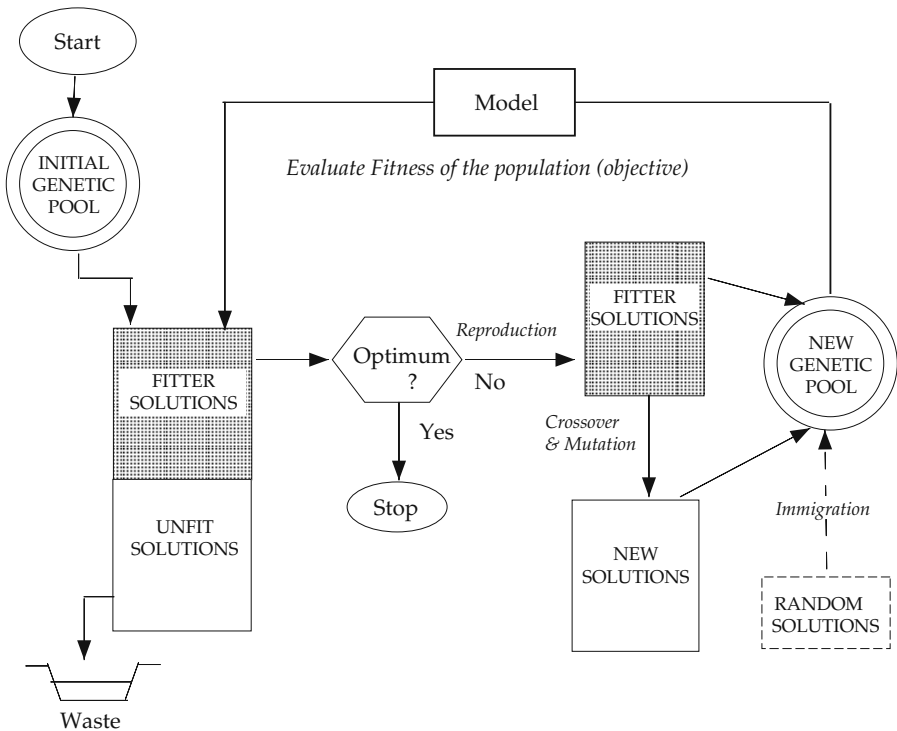 Start
INITIAL
GENETIC
POOL
Model
Evaluate Fitness of the population (objective)
FITTER
SOLUTIONS
UNFIT
SOLUTIONS
Waste
Optimum
?
Yes
Stop
Reproduction
No
FITTER
SOLUTIONS
Crossover
& Mutation
NEW
SOLUTIONS
NEW
GENETIC
POOL
Immigration
RANDOM
SOLUTIONS